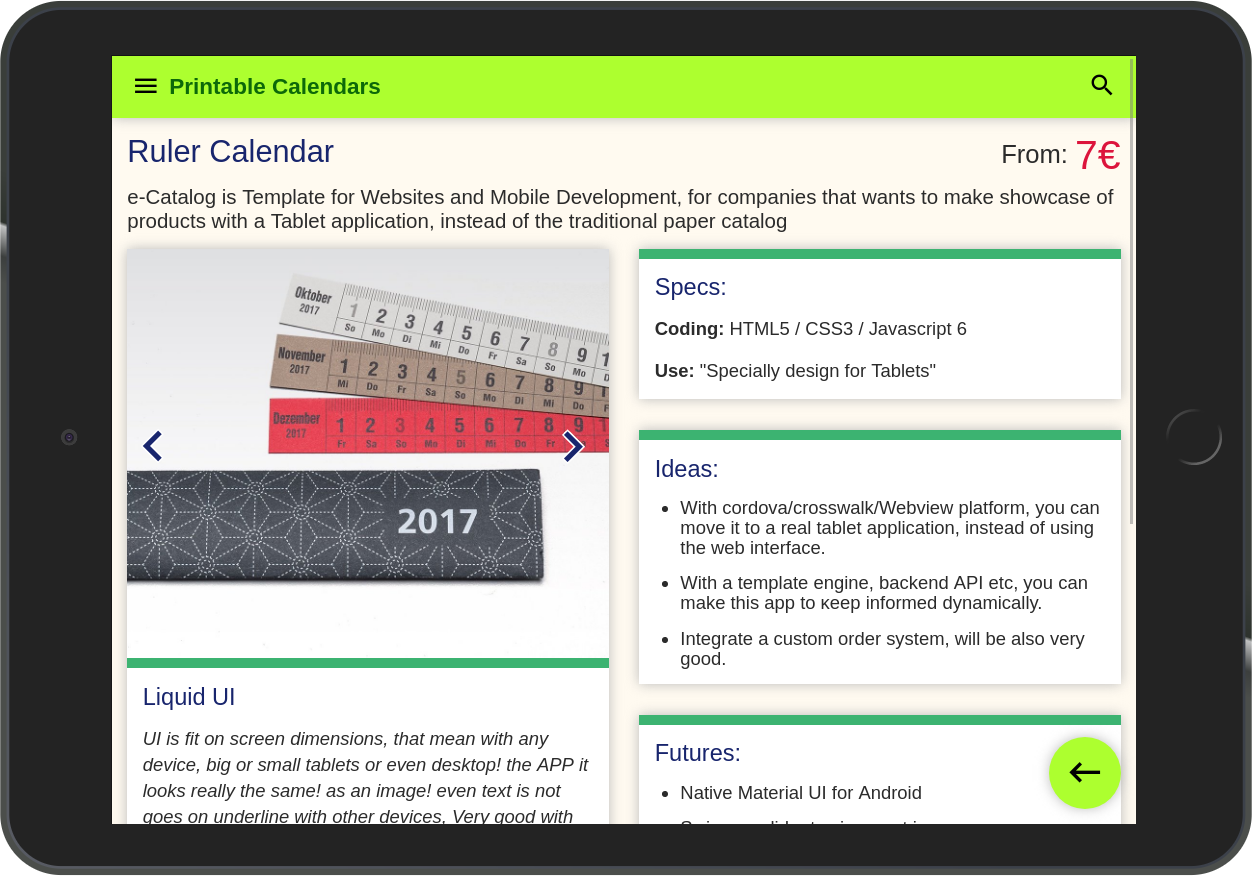 Printable Calendars
Ruler Calendar
From: 7€
e-Catalog is Template for Websites and Mobile Development, for companies that wants to make showcase of
products with a Tablet application, instead of the traditional paper catalog
Oktober
2017
1 2 3 4 5 6 7 8 9 1
So Mo Di Mi Do Fr Sa So Mo D
November
2017
1 2 3 4 5 6 7 8 9 1
Mi Do Fr Sa So Mo Di Mi Do F
Dezember
2017
1 2 3 4 5 6 7 8 9 1
Fr Sa So Mo Di Mi Do Fr S
2017
Liquid UI
UI is fit on screen dimensions, that mean with any
device, big or small tablets or even desktop! the APP it
looks really the same! as an image! even text is not
goes on underline with other devices, Very good with
Specs:
Coding: HTML5 / CSS3 / Javascript 6
Use: "Specially design for Tablets"
Ideas:
• With cordova/crosswalk/Webview platform, you can
move it to a real tablet application, instead of using
the web interface.
• With a template engine, backend API etc, you can
make this app to кeep informed dynamically.
• Integrate a custom order system, will be also very
good.
Futures:
• Native Material UI for Android